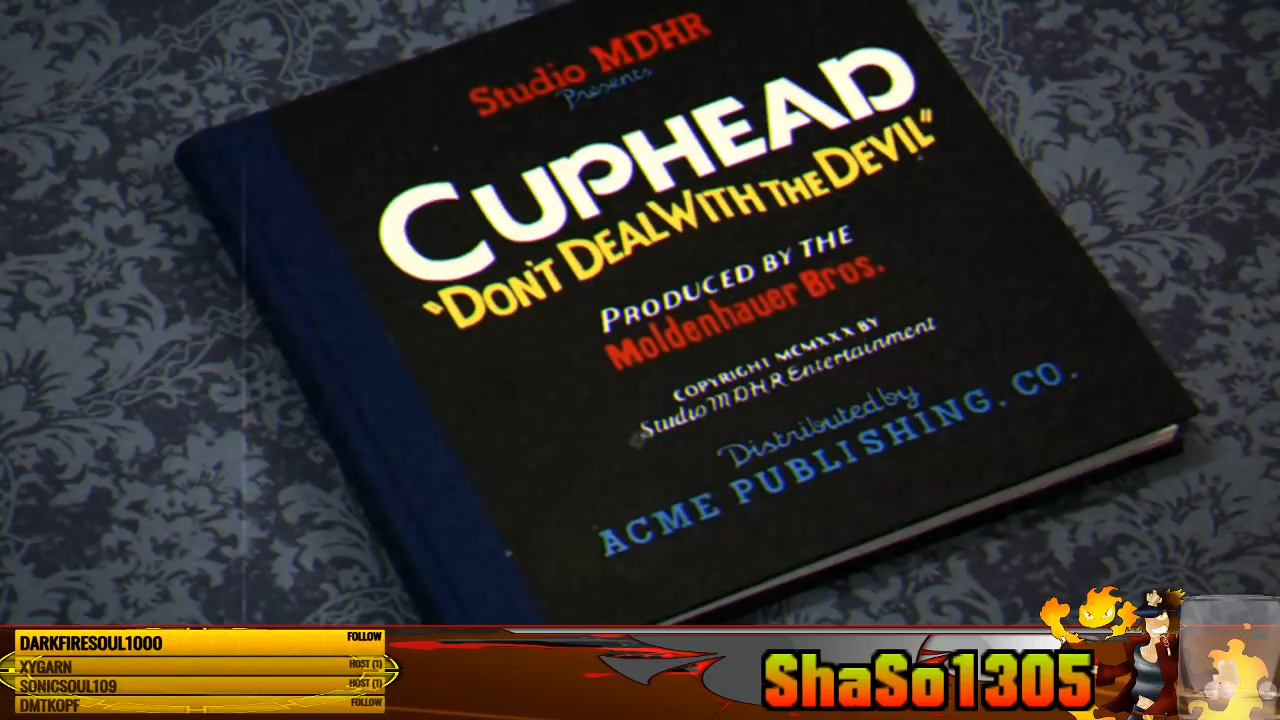 Studio MDHR
Presents
CUPHEAD
"DON'T DEAL WITH THE DEVIL"
PRODUCED BY THE
Moldenhauer Bros.
COPYRIGHT MCMXXX BY
Studio MDHR Entertainment
Distributed by
ACME PUBLISHING. CO.
DARKFIRESOUL1000 FOLLOW
XYGARN HOST (1)
SONICSOUL109 HOST (1)
DMTKOPF FOLLOW
ShaSo1305